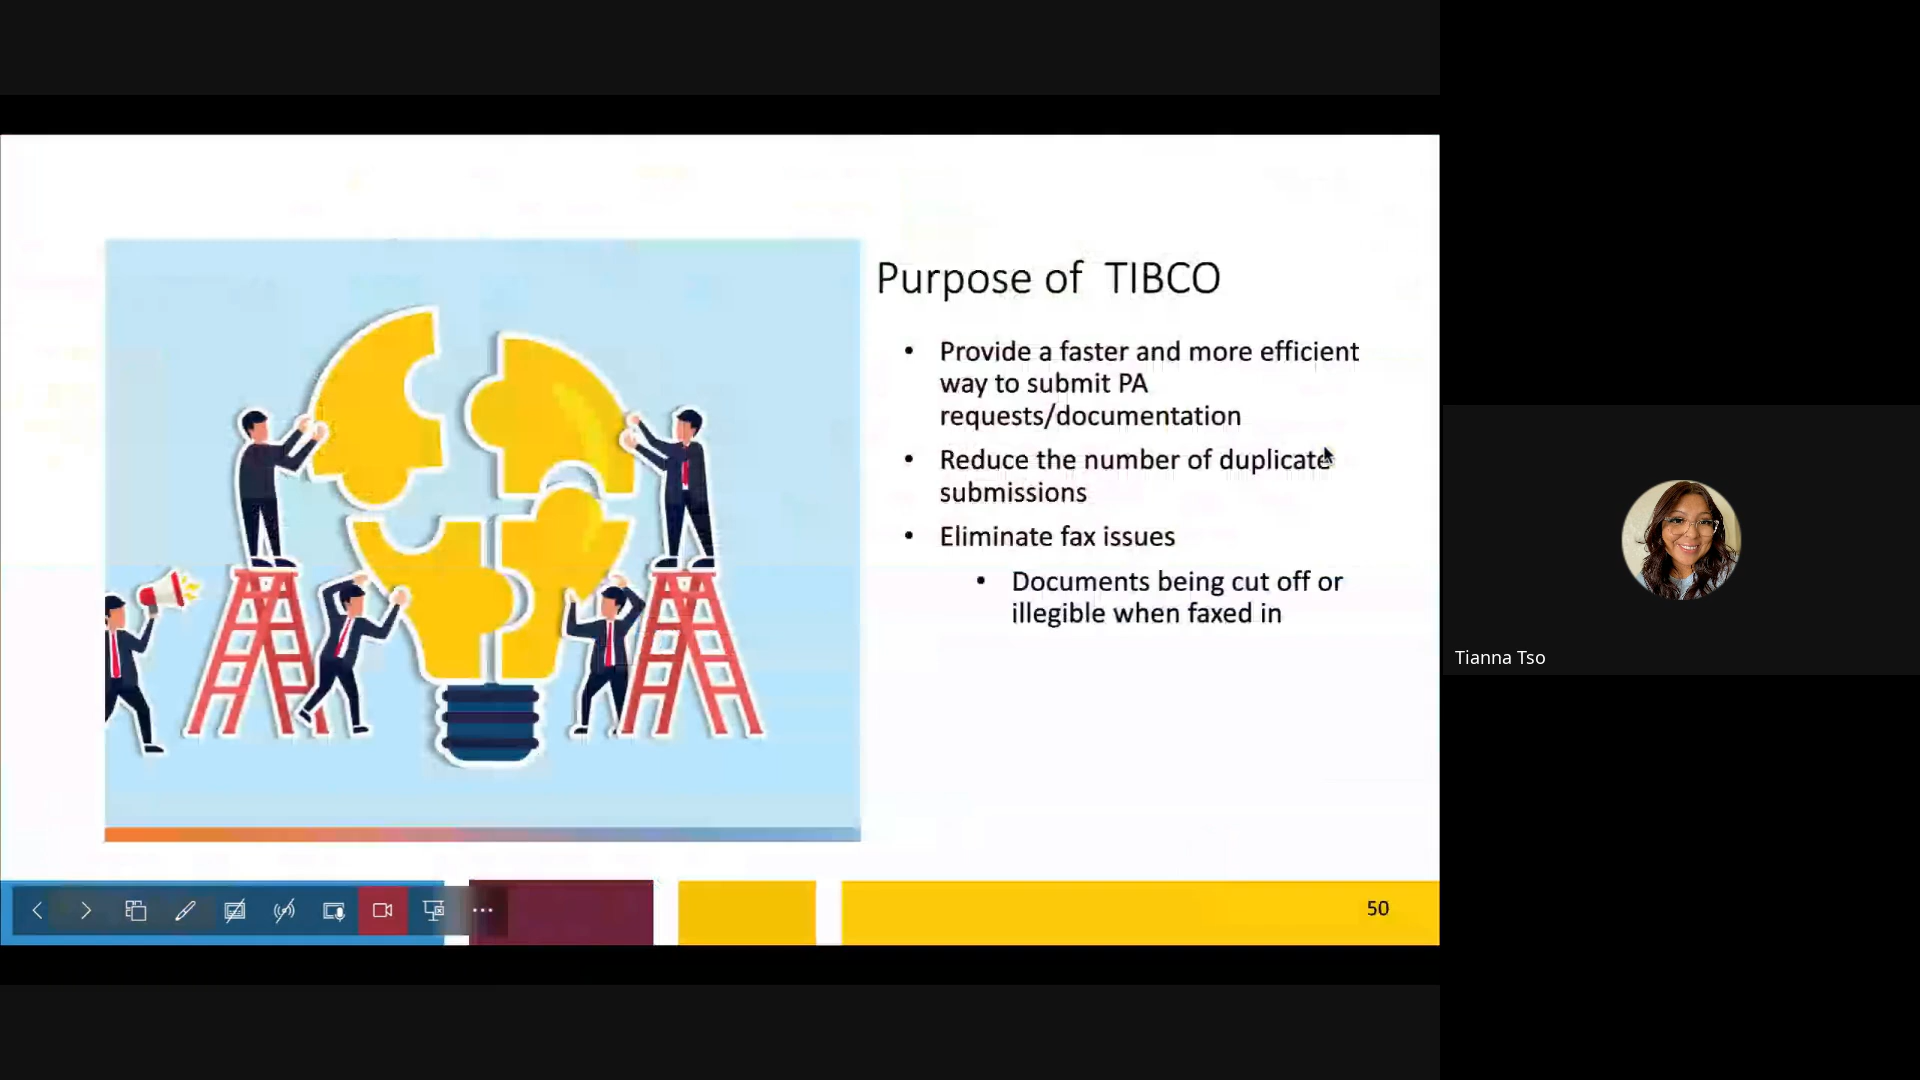 Purpose of TIBCO
• Provide a faster and more efficient
way to submit PA
requests/documentation
• Reduce the number of duplicate
submissions
• Eliminate fax issues
• Documents being cut off or
illegible when faxed in
50
Tianna Tso